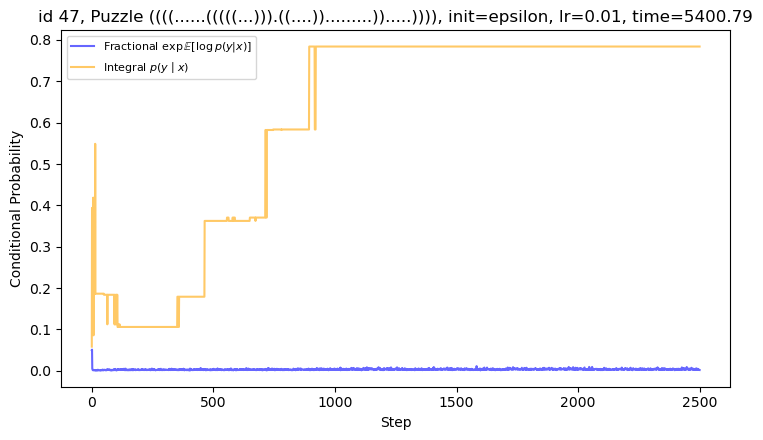 id 47, Puzzle ((((......(((((...))).((....)).........)).....)))), init=epsilon, lr=0.01, time=5400.79
Fractional exp𝔼[log p(y|x)]
Integral p(y | x)
Conditional Probability
0.8
0.7
0.6
0.5
0.4
0.3
0.2
0.1
0.0
0 500 1000 1500 2000 2500
Step